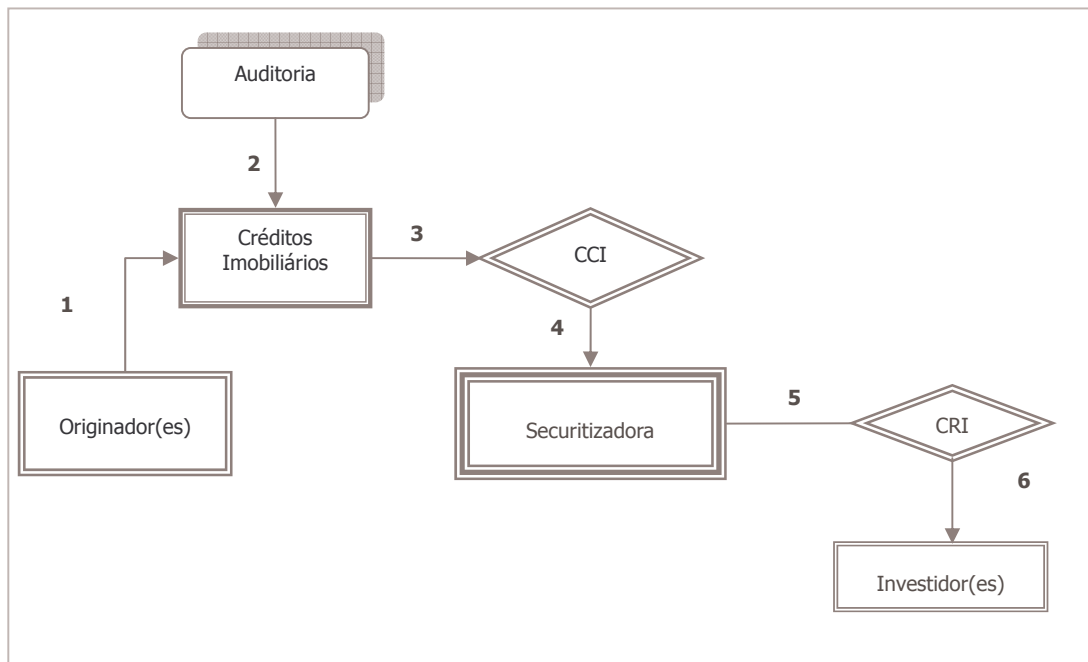 Auditoria
2
Créditos
Imobiliários
3
CCI
1
4
Originador(es)
Securitizadora
5
CRI
6
Investidor(es)